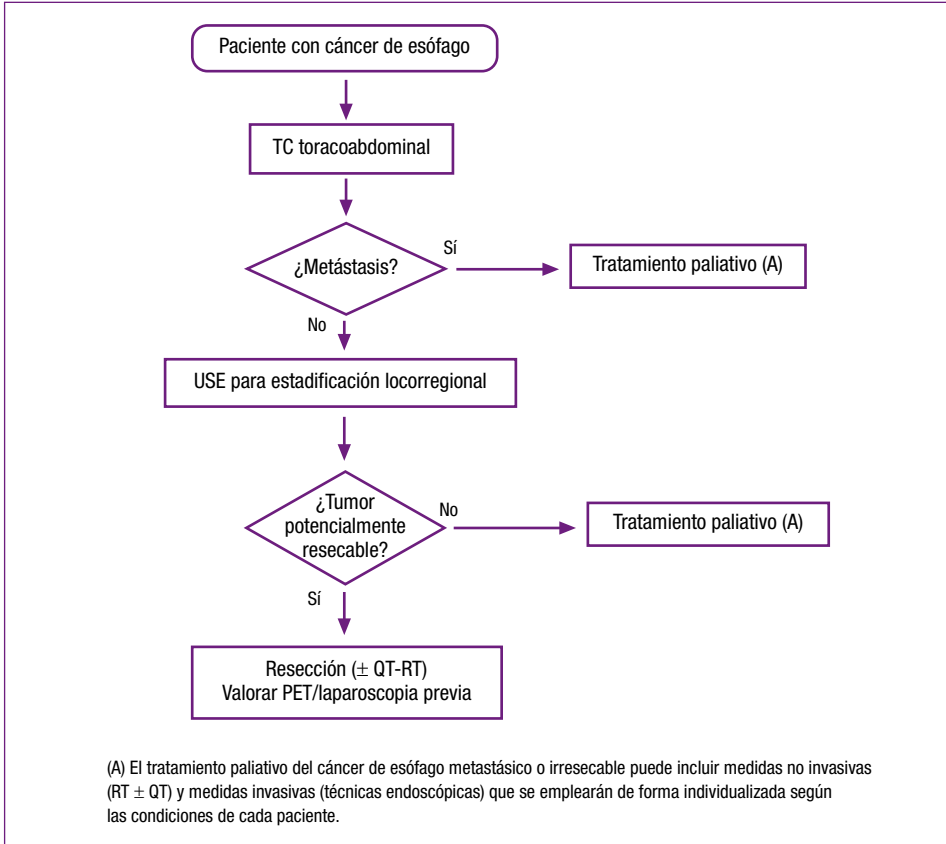 Paciente con cáncer de esófago
TC toracoabdominal
¿Metástasis?
Sí
Tratamiento paliativo (A)
No
USE para estadificación locorregional
¿Tumor
potencialmente
resecable?
No
Tratamiento paliativo (A)
Sí
Resección (± QT-RT)
Valorar PET/laparoscopia previa
(A) El tratamiento paliativo del cáncer de esófago metastásico o irresecable puede incluir medidas no invasivas
(RT ± QT) y medidas invasivas (técnicas endoscópicas) que se emplearán de forma individualizada según
las condiciones de cada paciente.